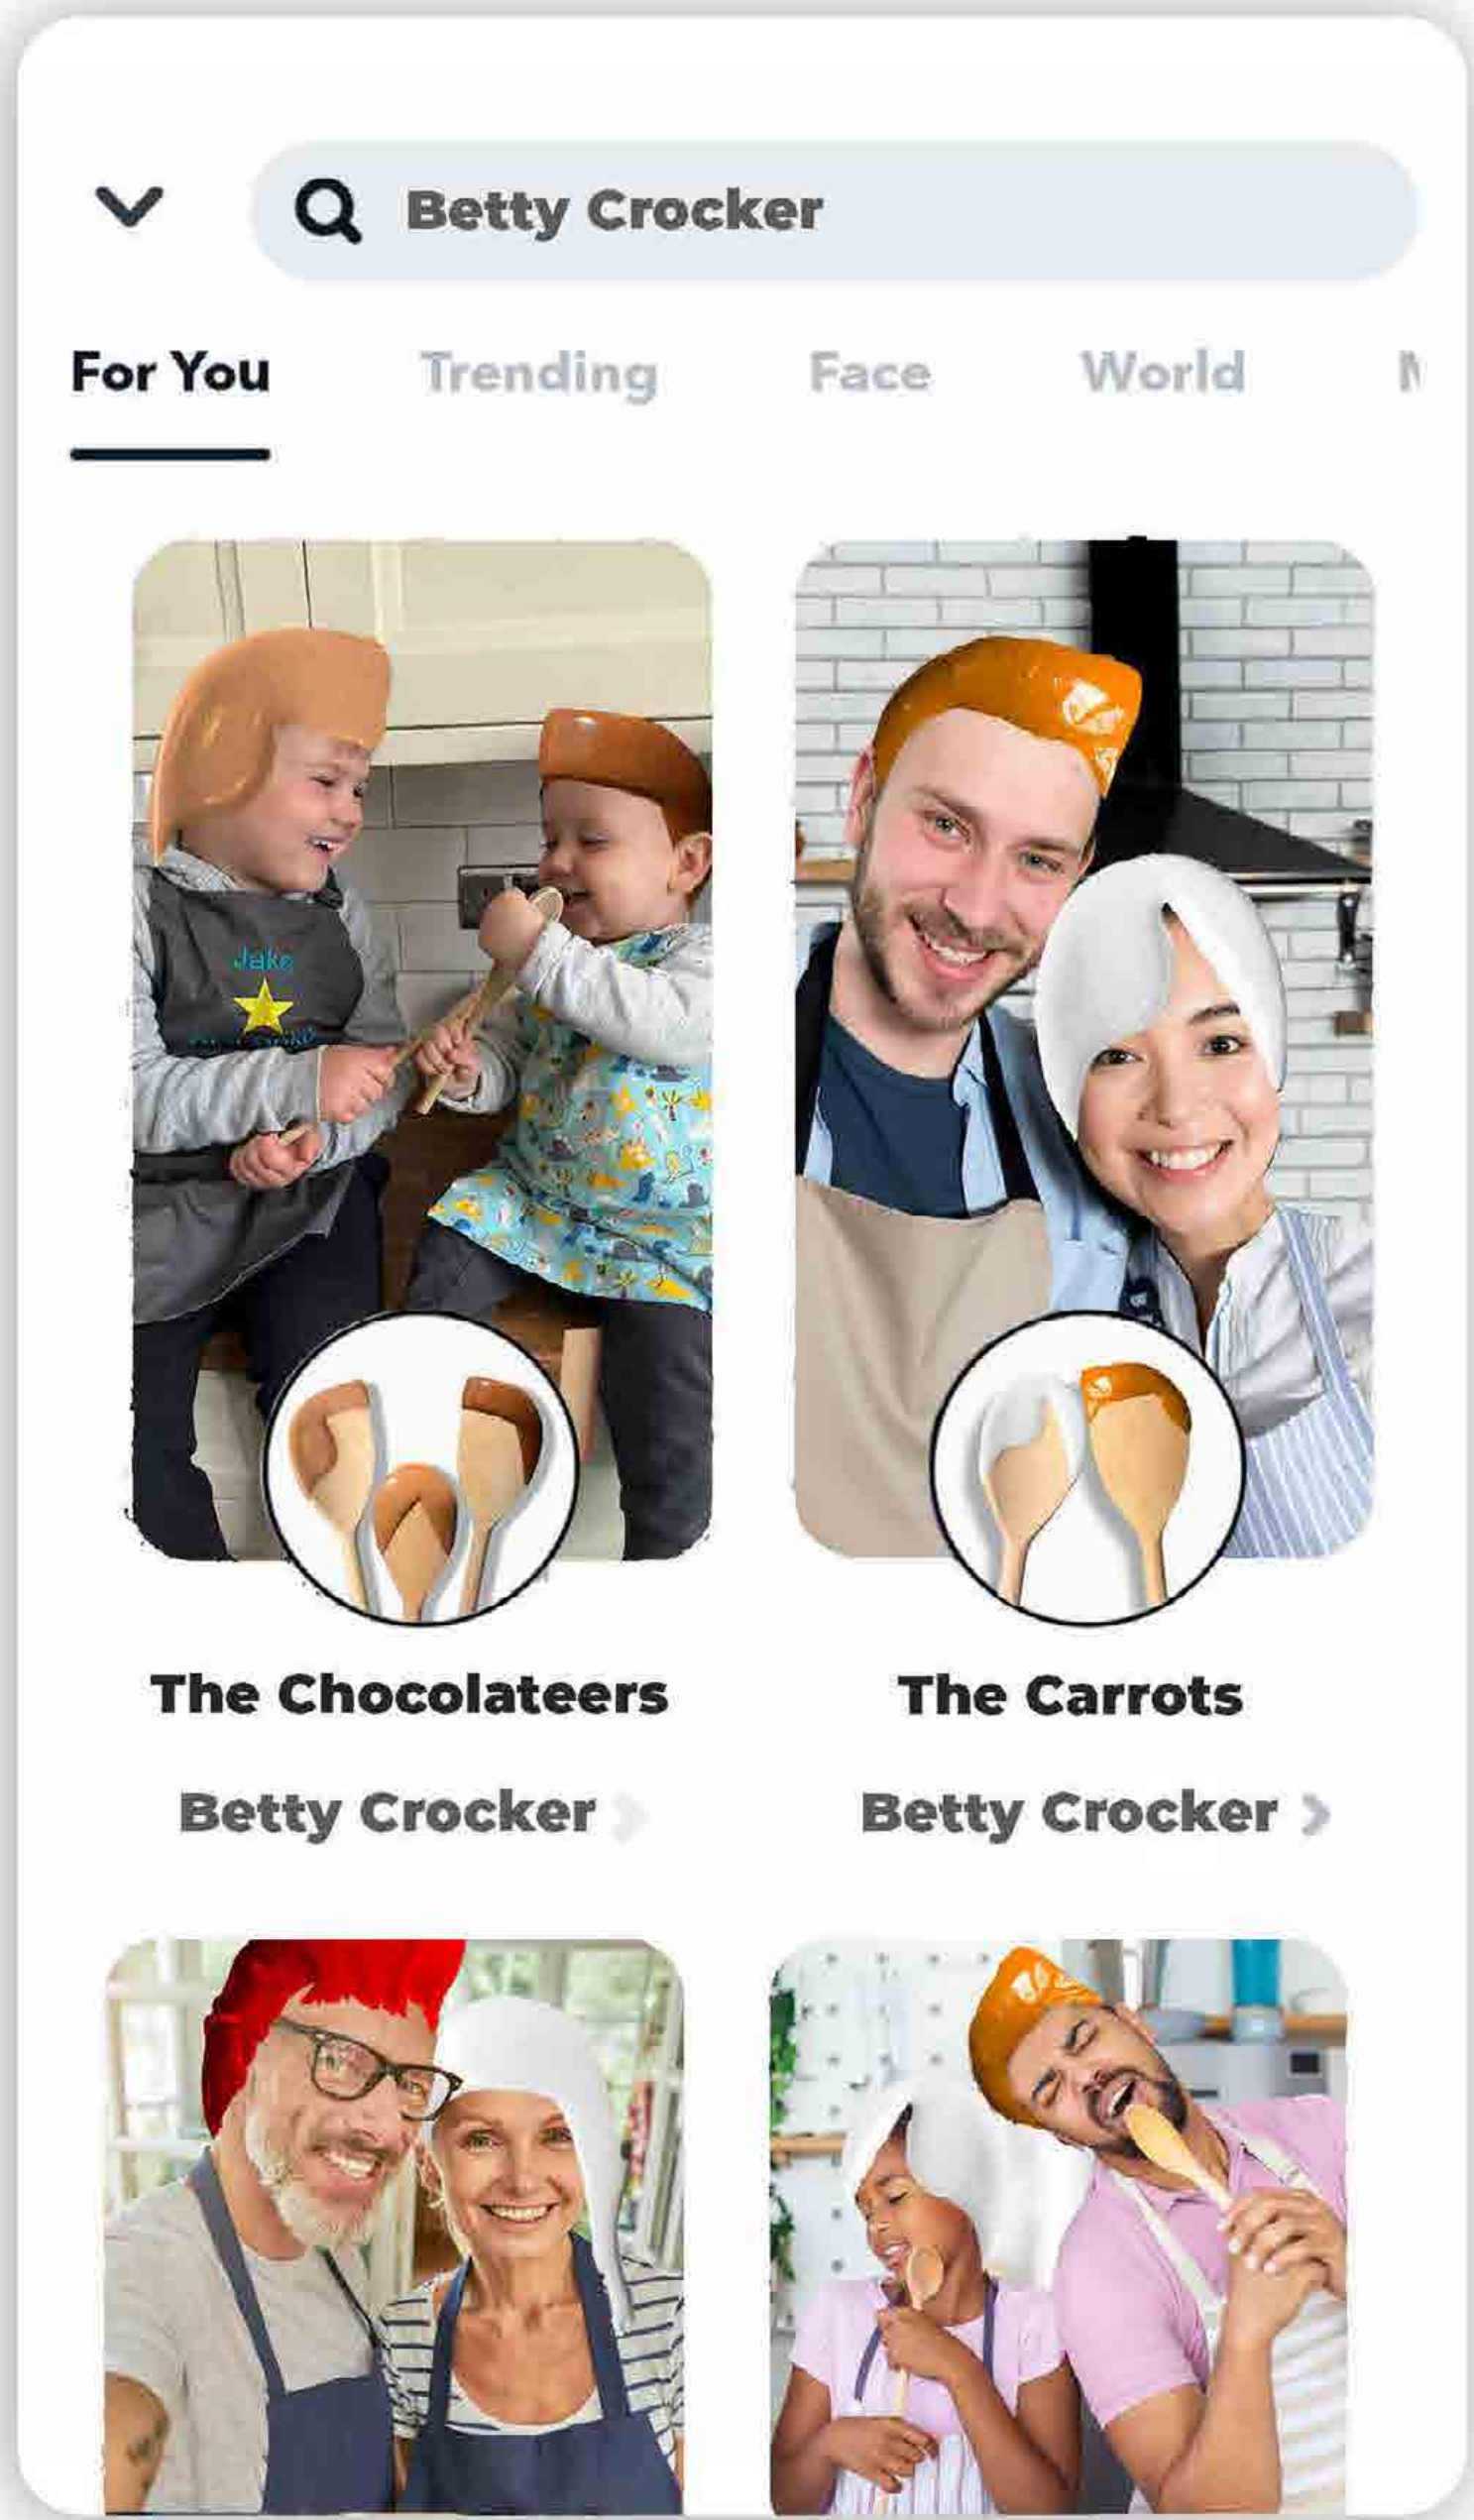 Betty Crocker
For You Trending Face World
Jake
The Chocolateers
The Carrots
Betty Crocker
Betty Crocker